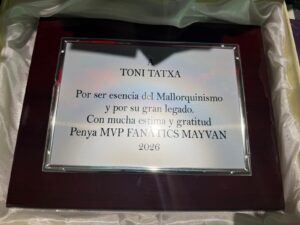 A
TONI TATXA
Por ser esencia del Mallorquinismo
y por su gran legado.
Con mucha estima y gratitud
Penya MVP FANATICS MAYVAN
2026